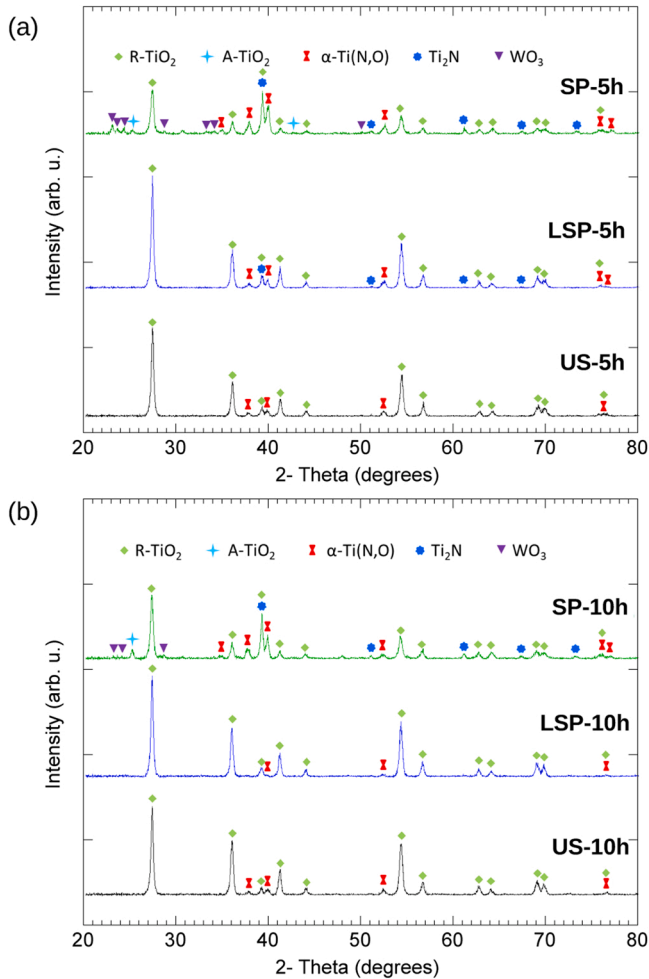 (a)
R-TiO₂ A-TiO₂ α-Ti(N,O) Ti₂N WO₃
SP-5h
LSP-5h
US-5h
Intensity (arb. u.)
20 30 40 50 60 70 80
2- Theta (degrees)
(b)
R-TiO₂ A-TiO₂ α-Ti(N,O) Ti₂N WO₃
SP-10h
LSP-10h
US-10h
Intensity (arb. u.)
20 30 40 50 60 70 80
2- Theta (degrees)